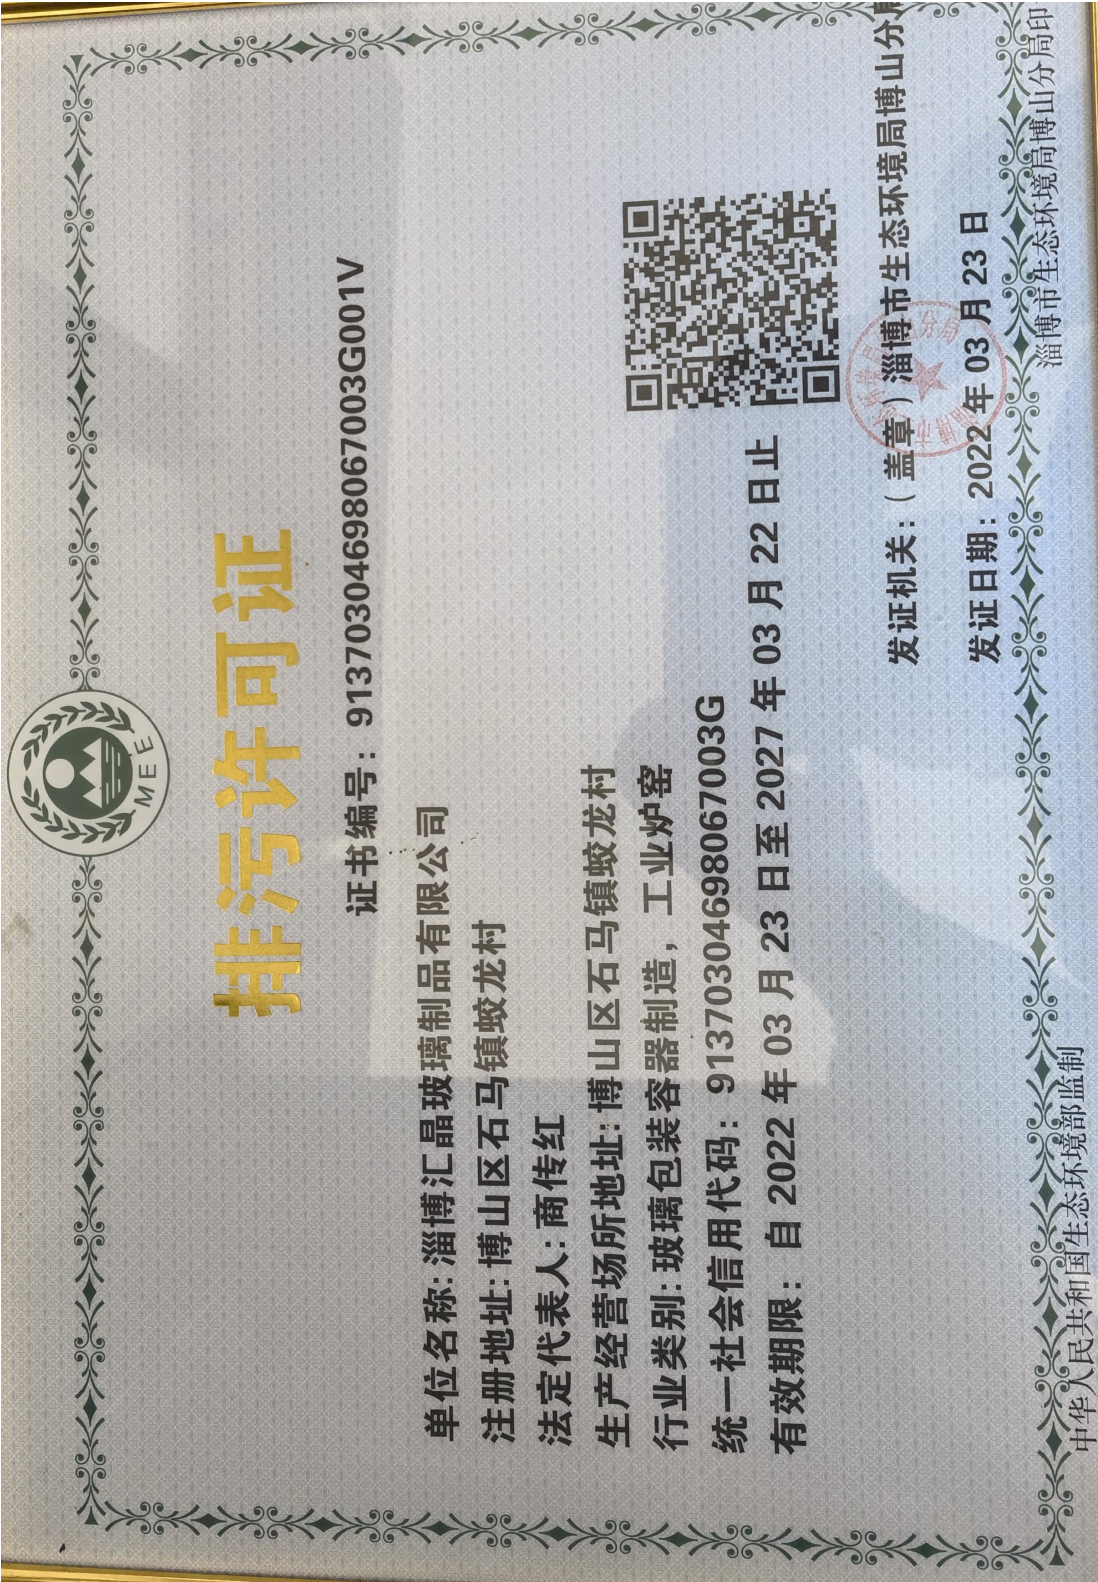 MEE
排污许可证
证书编号：91370304698067003G001V
单位名称：淄博汇晶玻璃制品有限公司
注册地址：博山区石马镇蛟龙村
法定代表人：商传红
生产经营场所地址：博山区石马镇蛟龙村
行业类别：玻璃包装容器制造，工业炉窑
统一社会信用代码：91370304698067003G
有效期限：自2022年03月23日至2027年03月22日止
发证机关：（盖章）淄博市生态环境局博山分局
发证日期：2022年03月23日
中华人民共和国生态环境部监制
淄博市生态环境局博山分局印